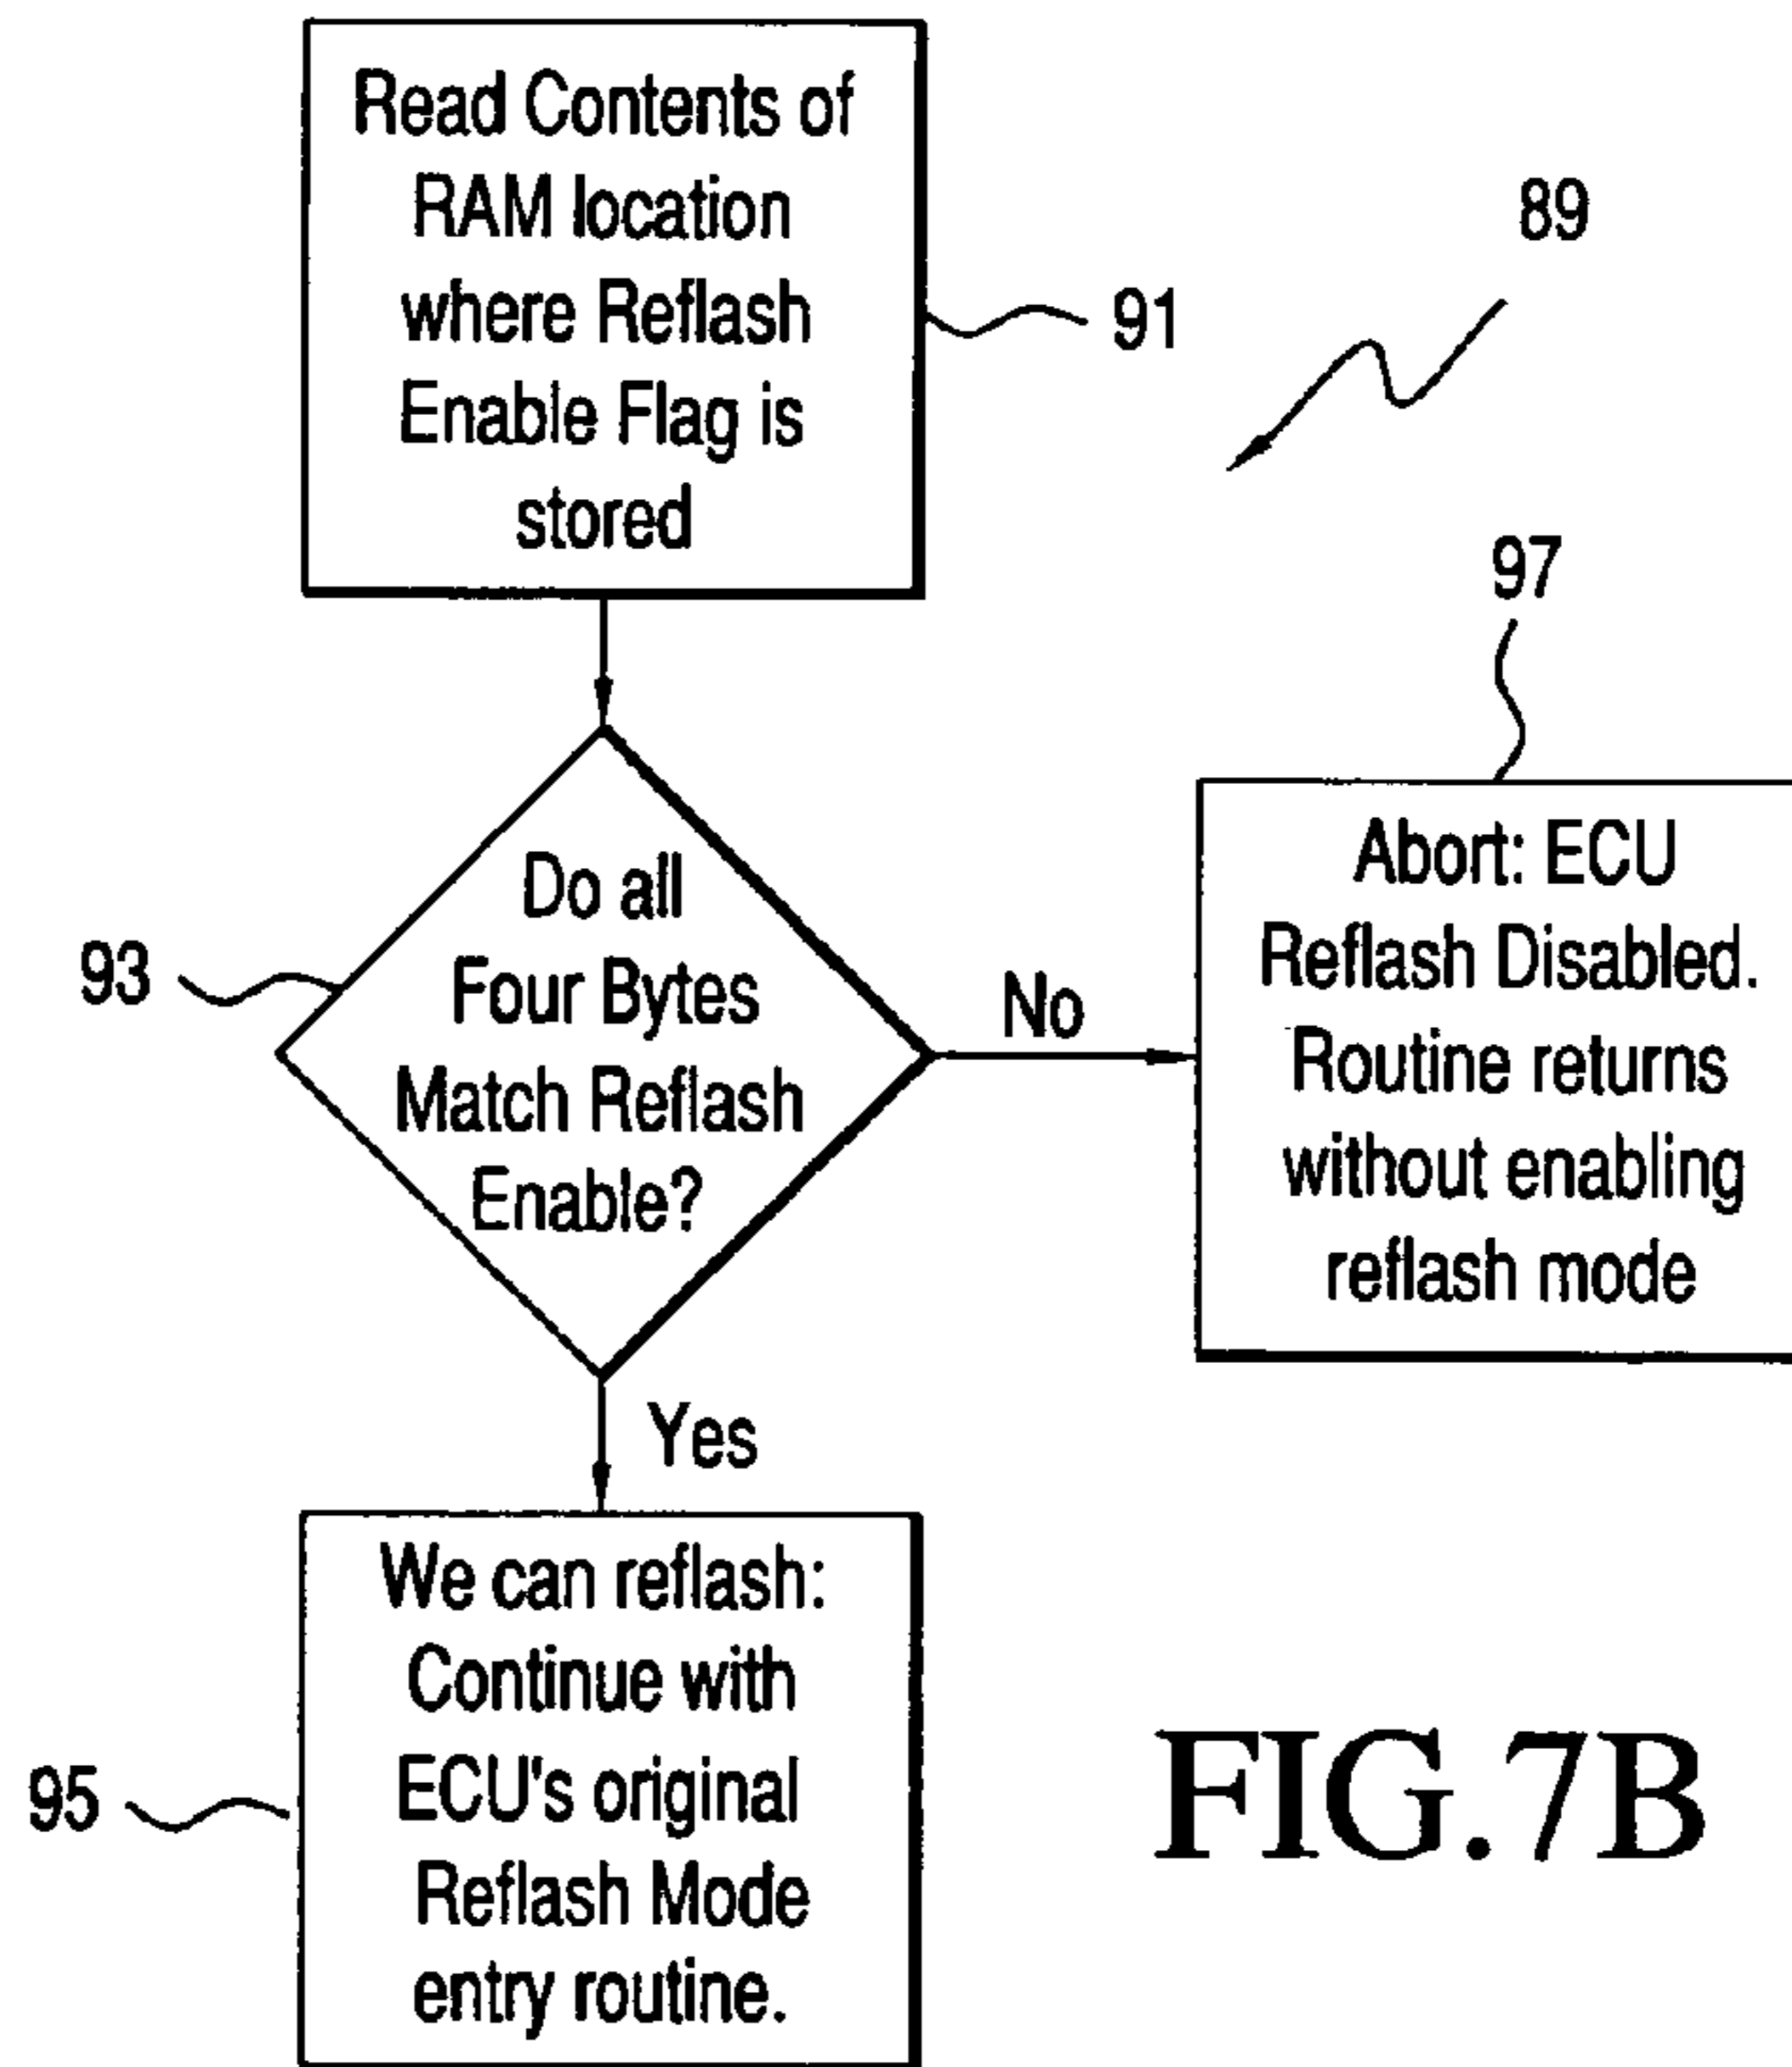 Read Contents of
RAM location
where Reflash
Enable Flag is
stored
91
89
97
Do all
Four Bytes
Match Reflash
Enable?
93
No
Abort: ECU
Reflash Disabled.
Routine returns
without enabling
reflash mode
Yes
We can reflash:
Continue with
ECU's original
Reflash Mode
entry routine.
95
FIG.7B